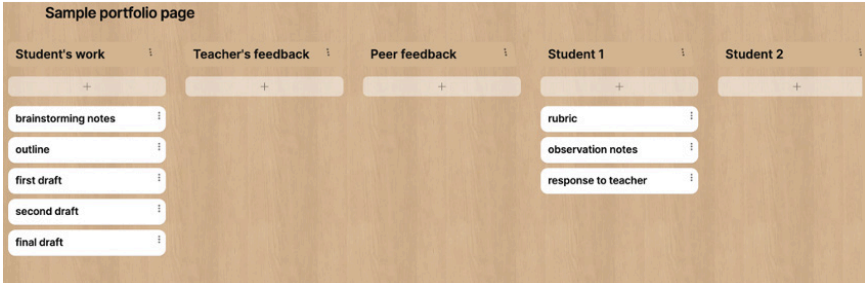 Sample portfolio page
Student's work
Teacher's feedback
Peer feedback
Student 1
Student 2
+
+
+
+
+
brainstorming notes
outline
first draft
second draft
final draft
rubric
observation notes
response to teacher